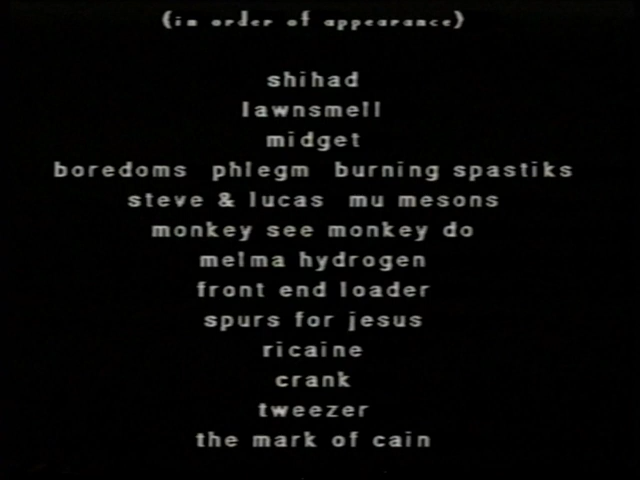 (in order of appearance)
shihad
lawnsmell
midget
boredoms phlegm burning spastiks
steve & lucas mu mesons
monkey see monkey do
melma hydrogen
front end loader
spurs for jesus
ricaine
crank
tweezer
the mark of cain